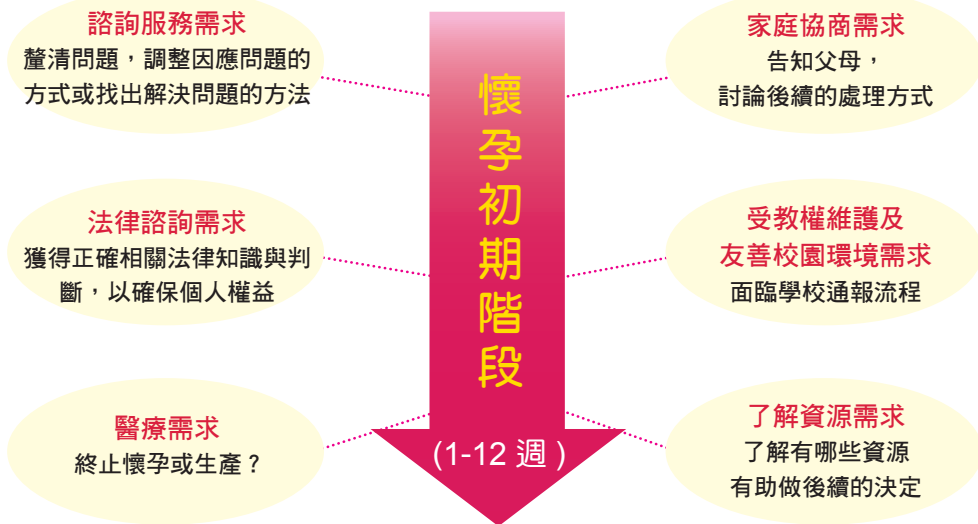 諮詢服務需求
釐清問題，調整因應問題的
方式或找出解決問題的方法
家庭協商需求
告知父母，
討論後續的處理方式
懷孕初期階段
(1-12 週 )
法律諮詢需求
獲得正確相關法律知識與判
斷，以確保個人權益
受教權維護及
友善校園環境需求
面臨學校通報流程
醫療需求
終止懷孕或生產？
了解資源需求
了解有哪些資源
有助做後續的決定